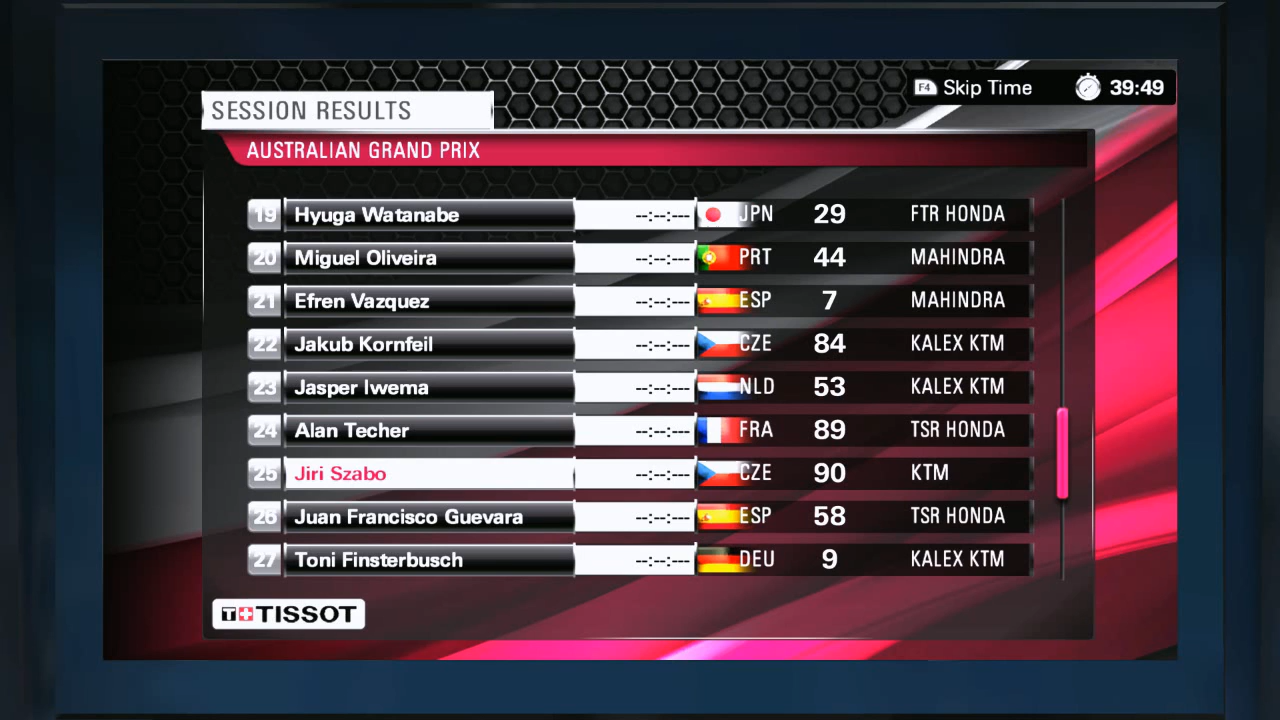 F4 Skip Time 39:49
SESSION RESULTS
AUSTRALIAN GRAND PRIX
19 Hyuga Watanabe --:--:--- JPN 29 FTR HONDA
20 Miguel Oliveira --:--:--- PRT 44 MAHINDRA
21 Efren Vazquez --:--:--- ESP 7 MAHINDRA
22 Jakub Kornfeil --:--:--- CZE 84 KALEX KTM
23 Jasper Iwema --:--:--- NLD 53 KALEX KTM
24 Alan Techer --:--:--- FRA 89 TSR HONDA
25 Jiri Szabo --:--:--- CZE 90 KTM
26 Juan Francisco Guevara --:--:--- ESP 58 TSR HONDA
27 Toni Finsterbusch --:--:--- DEU 9 KALEX KTM
T+ TISSOT